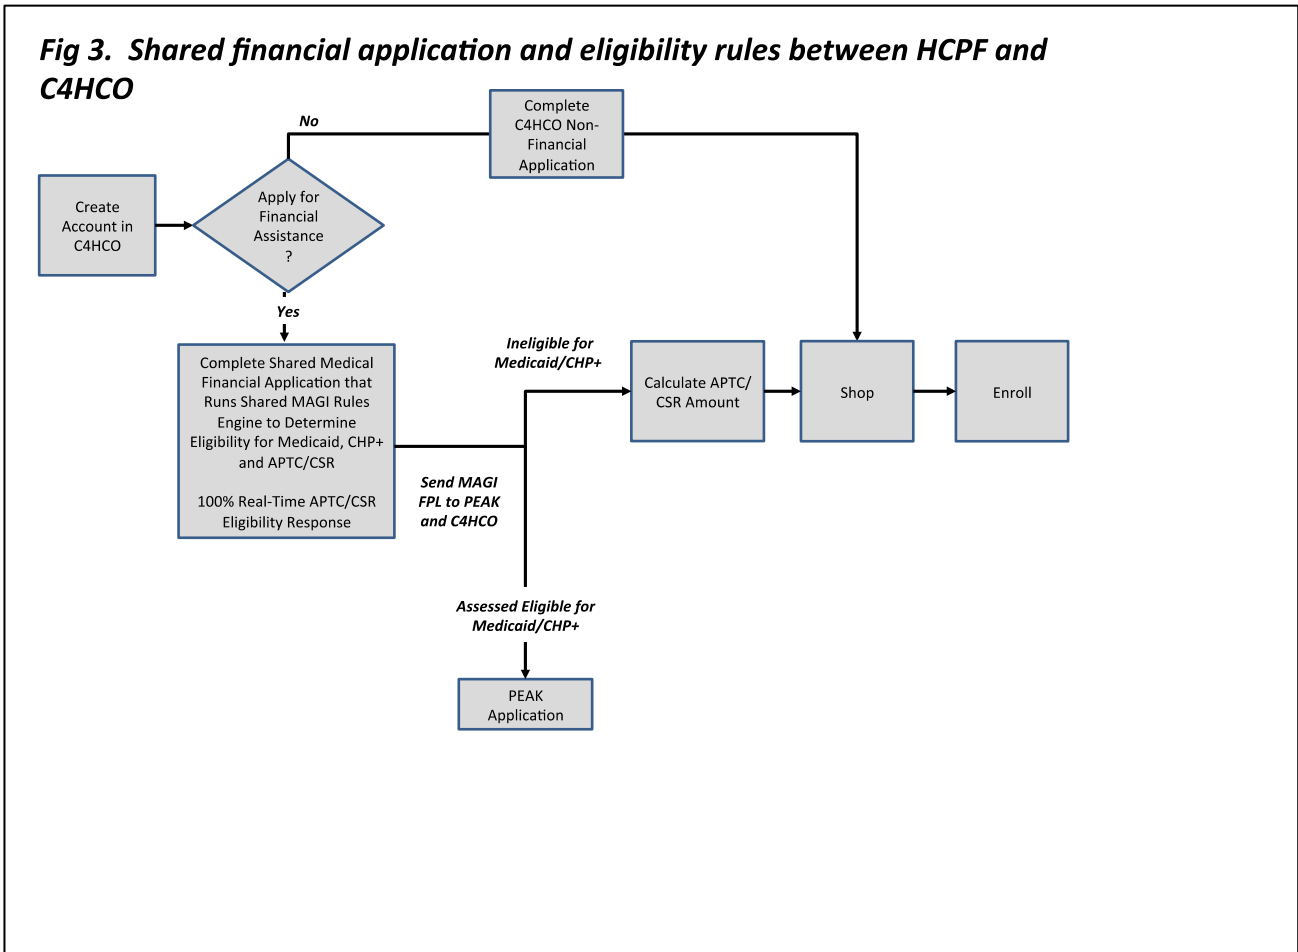 Fig 3.  Shared financial application and eligibility rules between HCPF and
C4HCO
No
Complete
C4HCO Non-
Financial
Application
Create
Account in
C4HCO
Apply for
Financial
Assistance
?
Yes
Complete Shared Medical
Financial Application that
Runs Shared MAGI Rules
Engine to Determine
Eligibility for Medicaid, CHP+
and APTC/CSR
100% Real-Time APTC/CSR
Eligibility Response
Ineligible for
Medicaid/CHP+
Calculate APTC/
CSR Amount
Shop
Enroll
Send MAGI
FPL to PEAK
and C4HCO
Assessed Eligible for
Medicaid/CHP+
PEAK
Application